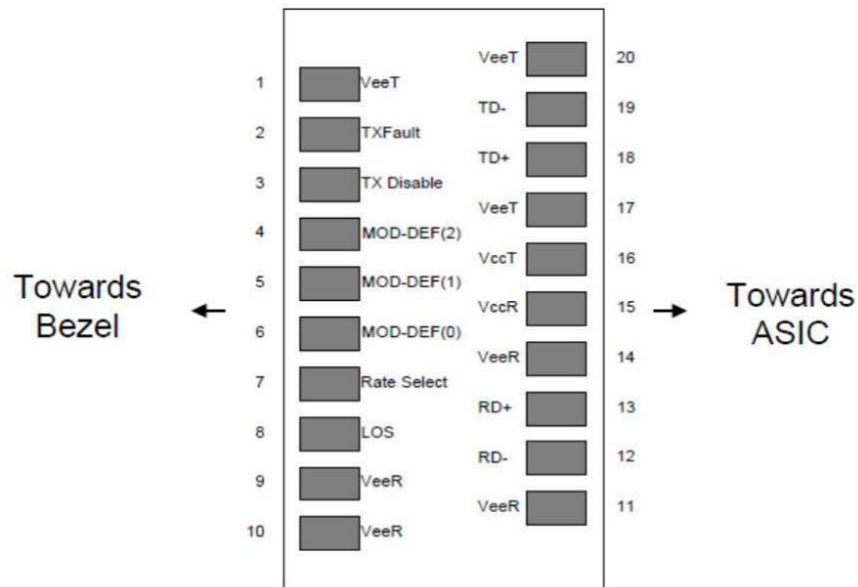 VeeT 20
1 VeeT
TD- 19
2 TXFault
TD+ 18
3 TX Disable
VeeT 17
4 MOD-DEF(2)
VccT 16
5 MOD-DEF(1)
Towards
Bezel
VccR 15
Towards
ASIC
6 MOD-DEF(0)
VeeR 14
7 Rate Select
RD+ 13
8 LOS
RD- 12
9 VeeR
VeeR 11
10 VeeR